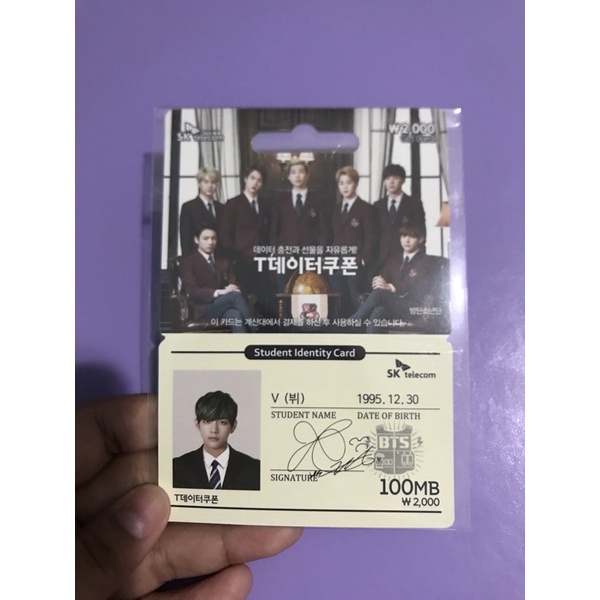 SK telecom
₩2,000
데이터 충전과 선물을 자유롭게!
T데이터쿠폰
방탄소년단
이 카드는 계산대에서 결제를 하신 후 사용하실 수 있습니다.
Student Identity Card
SK telecom
V (뷔)
1995.12.30
STUDENT NAME
DATE OF BIRTH
BTS
SIGNATURE
100MB
T데이터쿠폰
₩2,000